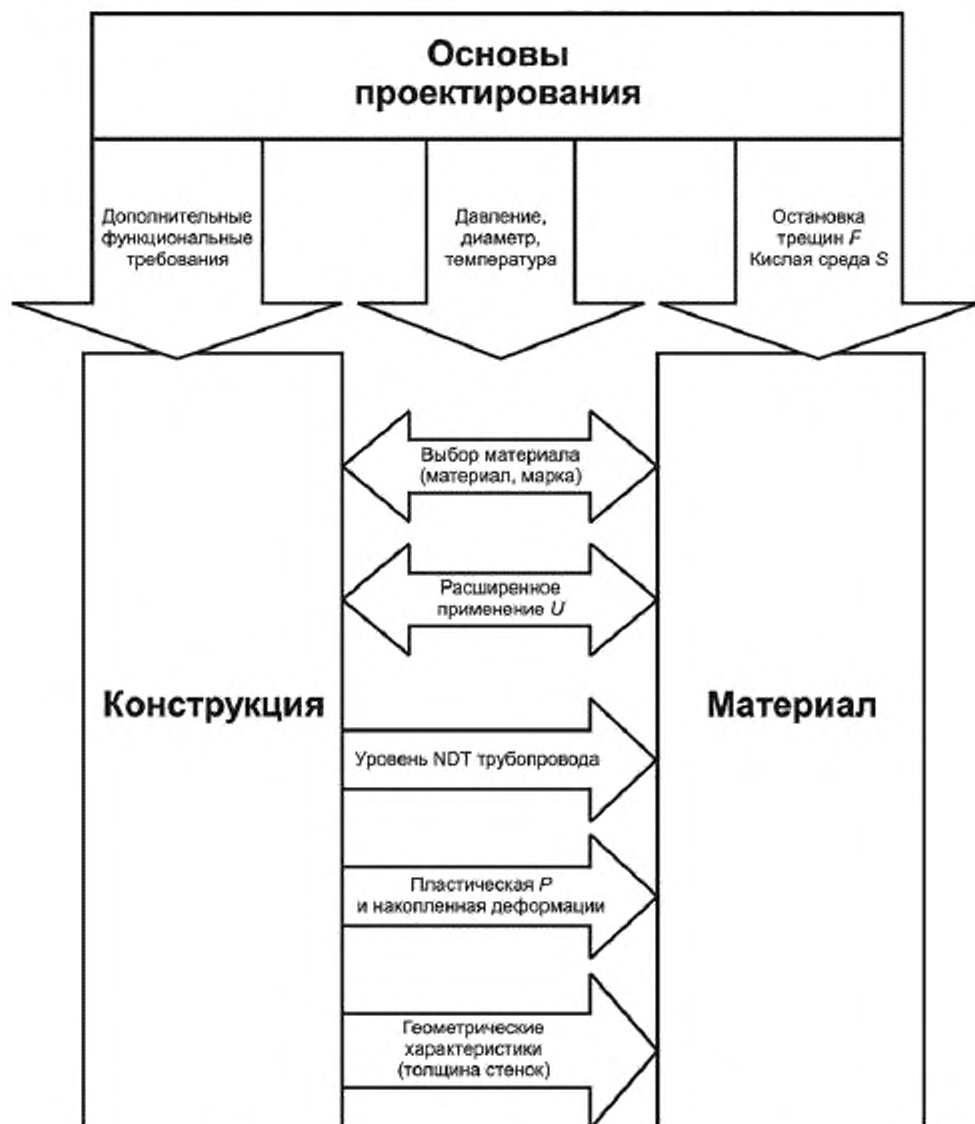 Основы
проектирования
Дополнительные
функциональные
требования
Давление,
диаметр,
температура
Остановка
трещин F
Кислая среда S
Выбор материала
(материал, марка)
Расширенное
применение U
Конструкция
Материал
Уровень NDT трубопровода
Пластическая P
и накопленная деформации
Геометрические
характеристики
(толщина стенок)